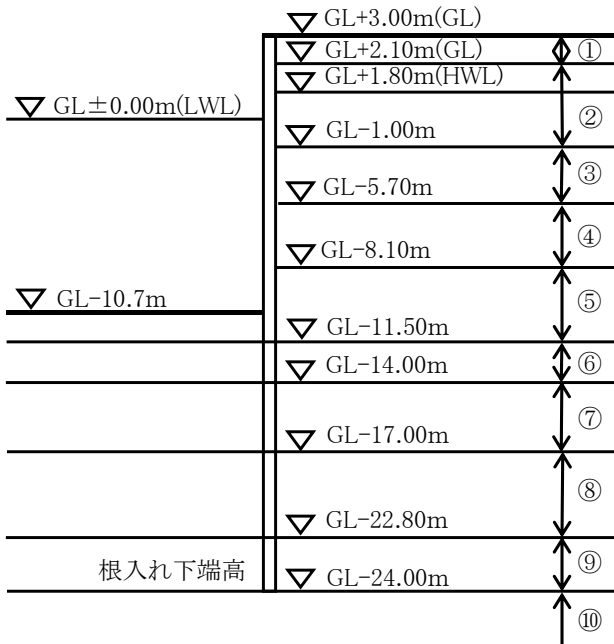 GL+3.00m(GL)
GL+2.10m(GL)
①
GL+1.80m(HWL)
GL±0.00m(LWL)
②
GL-1.00m
③
GL-5.70m
④
GL-8.10m
GL-10.7m
⑤
GL-11.50m
⑥
GL-14.00m
⑦
GL-17.00m
⑧
GL-22.80m
⑨
根入れ下端高
GL-24.00m
⑩